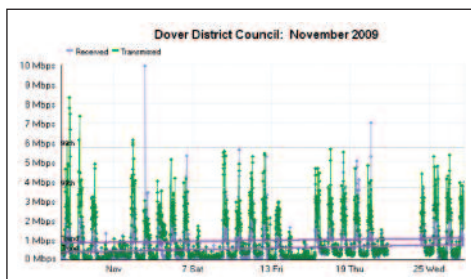 Dover District Council: November 2009
Received Transmitted
10 Mbps
9 Mbps
8 Mbps
7 Mbps
6 Mbps
5 Mbps
4 Mbps
3 Mbps
2 Mbps
1 Mbps
0 Mbps
Nov 7 Sat 13 Fri 19 Thu 25 Wed